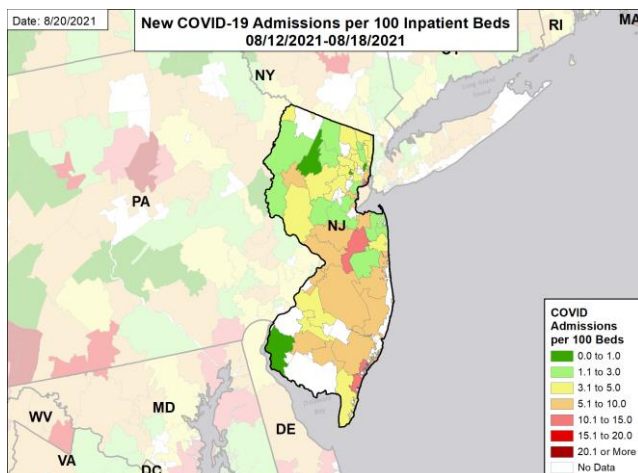 Date: 8/20/2021
New COVID-19 Admissions per 100 Inpatient Beds
08/12/2021-08/18/2021
RI
MA
NY
PA
NJ
MD
DE
WV
VA
DC
COVID
Admissions
per 100 Beds
0.0 to 1.0
1.1 to 3.0
3.1 to 5.0
5.1 to 10.0
10.1 to 15.0
15.1 to 20.0
20.1 or More
No Data